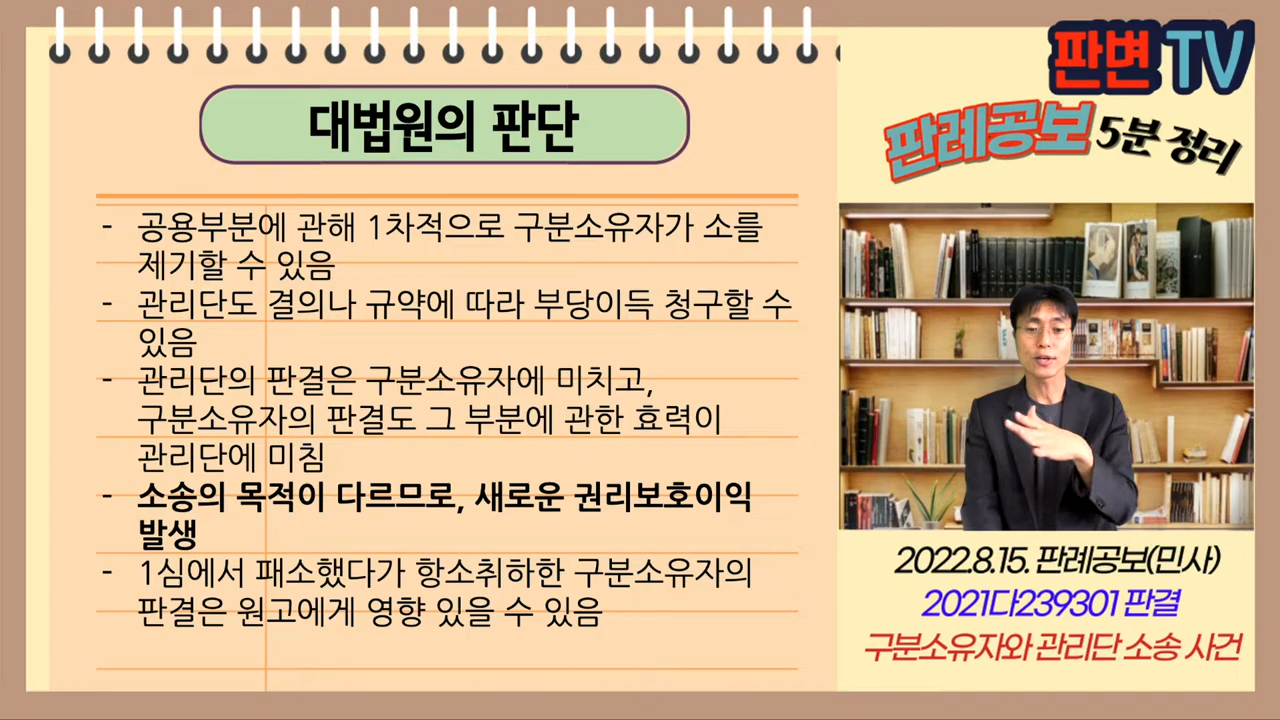 판변 TV
판례공보 5분 정리
대법원의 판단
- 공용부분에 관해 1차적으로 구분소유자가 소를
제기할 수 있음
- 관리단도 결의나 규약에 따라 부당이득 청구할 수
있음
- 관리단의 판결은 구분소유자에 미치고,
구분소유자의 판결도 그 부분에 관한 효력이
관리단에 미침
- 소송의 목적이 다르므로, 새로운 권리보호이익
발생
- 1심에서 패소했다가 항소취하한 구분소유자의
판결은 원고에게 영향 있을 수 있음
2022.8.15. 판례공보(민사)
2021다239301 판결
구분소유자와 관리단 소송 사건